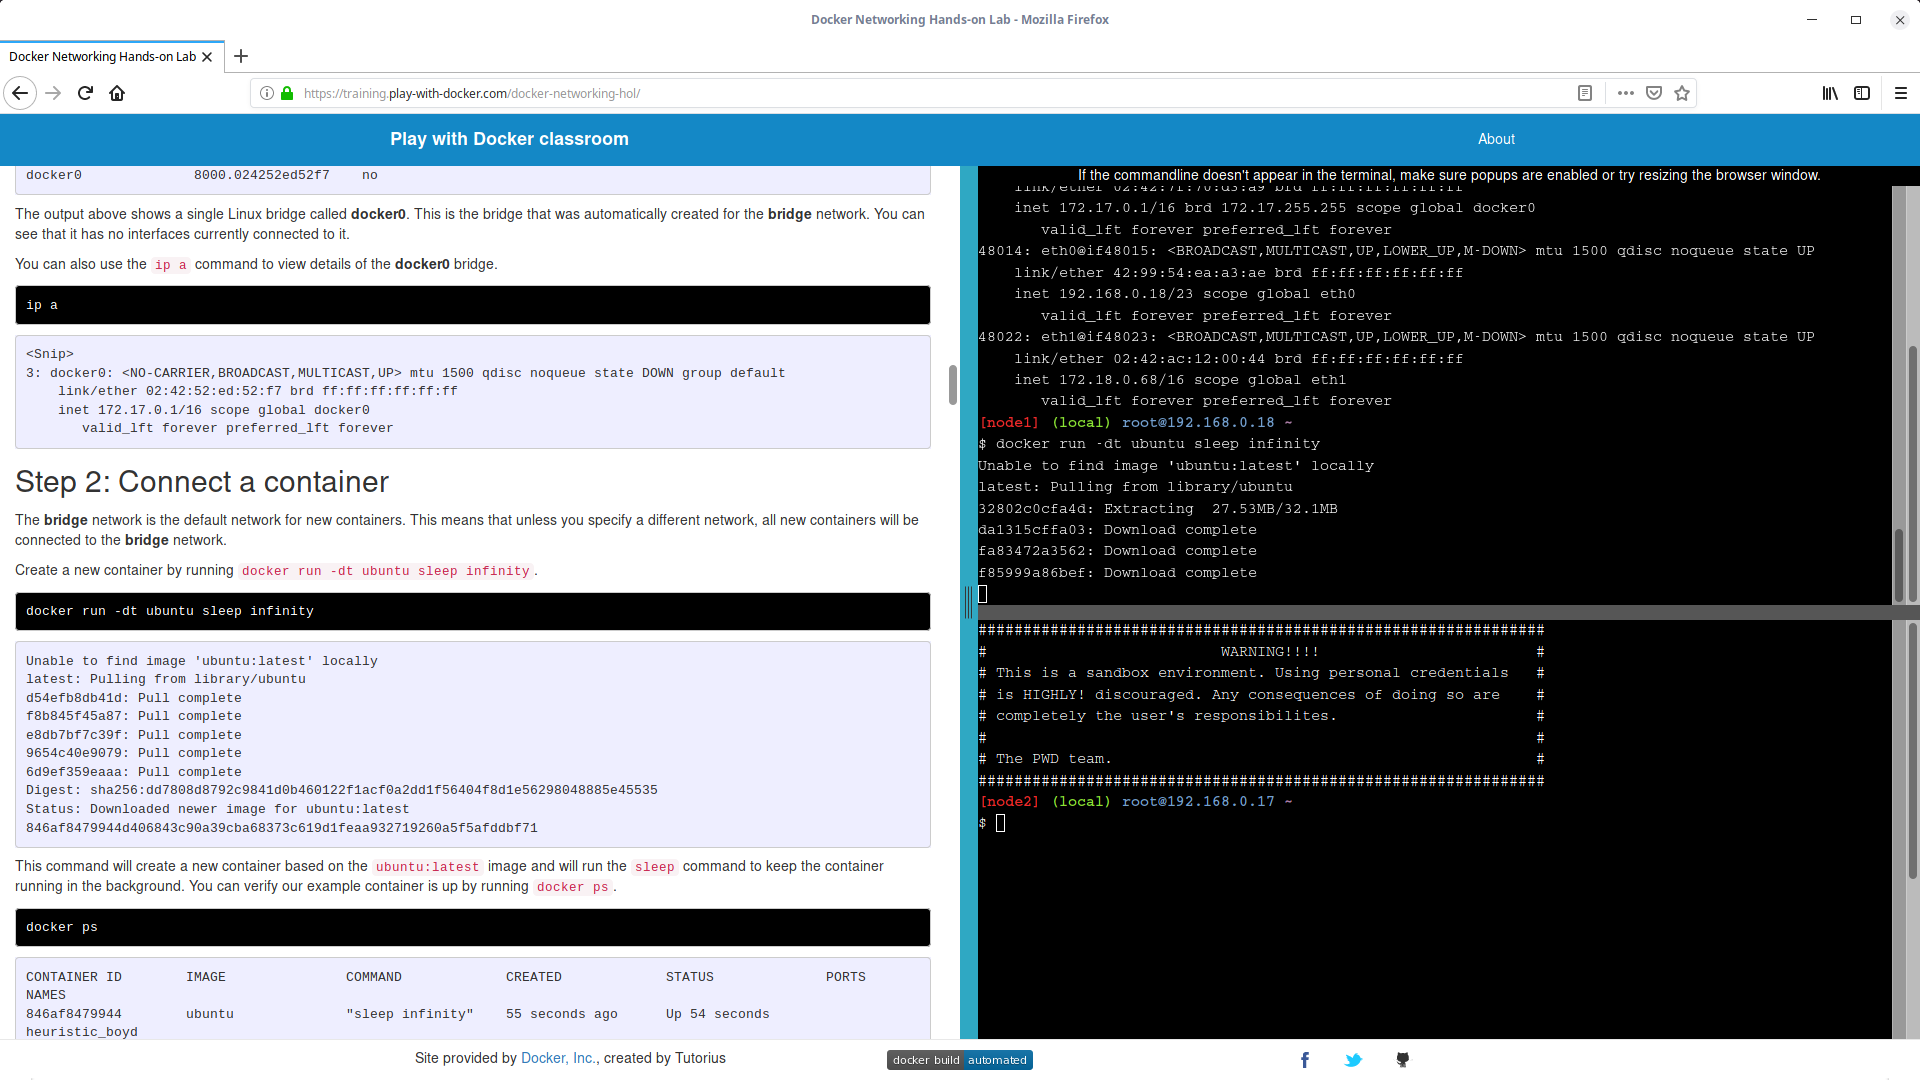 Docker Networking Hands-on Lab - Mozilla Firefox
Docker Networking Hands-on Lab
https://training.play-with-docker.com/docker-networking-hol/
Play with Docker classroom
About
docker0 8000.024252ed52f7 no
The output above shows a single Linux bridge called docker0. This is the bridge that was automatically created for the bridge network. You can
see that it has no interfaces currently connected to it.
You can also use the ip a command to view details of the docker0 bridge.
ip a
<Snip>
3: docker0: <NO-CARRIER,BROADCAST,MULTICAST,UP> mtu 1500 qdisc noqueue state DOWN group default
link/ether 02:42:52:ed:52:f7 brd ff:ff:ff:ff:ff:ff
inet 172.17.0.1/16 scope global docker0
valid_lft forever preferred_lft forever
Step 2: Connect a container
The bridge network is the default network for new containers. This means that unless you specify a different network, all new containers will be
connected to the bridge network.
Create a new container by running docker run -dt ubuntu sleep infinity.
docker run -dt ubuntu sleep infinity
Unable to find image 'ubuntu:latest' locally
latest: Pulling from library/ubuntu
d54efb8db41d: Pull complete
f8b845f45a87: Pull complete
e8db7bf7c39f: Pull complete
9654c40e9079: Pull complete
6d9ef359eaaa: Pull complete
Digest: sha256:dd7808d8792c9841d0b460122f1acf0a2dd1f56404f8d1e56298048885e45535
Status: Downloaded newer image for ubuntu:latest
846af8479944d406843c90a39cba68373c619d1feaa932719260a5f5afddbf71
This command will create a new container based on the ubuntu:latest image and will run the sleep command to keep the container
running in the background. You can verify our example container is up by running docker ps.
docker ps
CONTAINER ID IMAGE COMMAND CREATED STATUS PORTS
NAMES
846af8479944 ubuntu "sleep infinity" 55 seconds ago Up 54 seconds
heuristic_boyd
If the commandline doesn't appear in the terminal, make sure popups are enabled or try resizing the browser window.
link/ether 02:42:7f:70:d3:a9 brd ff:ff:ff:ff:ff:ff
inet 172.17.0.1/16 brd 172.17.255.255 scope global docker0
valid_lft forever preferred_lft forever
48014: eth0@if48015: <BROADCAST,MULTICAST,UP,LOWER_UP,M-DOWN> mtu 1500 qdisc noqueue state UP
link/ether 42:99:54:ea:a3:ae brd ff:ff:ff:ff:ff:ff
inet 192.168.0.18/23 scope global eth0
valid_lft forever preferred_lft forever
48022: eth1@if48023: <BROADCAST,MULTICAST,UP,LOWER_UP,M-DOWN> mtu 1500 qdisc noqueue state UP
link/ether 02:42:ac:12:00:44 brd ff:ff:ff:ff:ff:ff
inet 172.18.0.68/16 scope global eth1
valid_lft forever preferred_lft forever
[node1] (local) root@192.168.0.18 ~
$ docker run -dt ubuntu sleep infinity
Unable to find image 'ubuntu:latest' locally
latest: Pulling from library/ubuntu
32802c0cfa4d: Extracting 27.53MB/32.1MB
da1315cffa03: Download complete
fa83472a3562: Download complete
f85999a86bef: Download complete
###############################################################
# WARNING!!!! #
# This is a sandbox environment. Using personal credentials #
# is HIGHLY! discouraged. Any consequences of doing so are #
# completely the user's responsibilites. #
# #
# The PWD team. #
###############################################################
[node2] (local) root@192.168.0.17 ~
$
Site provided by Docker, Inc., created by Tutorius
docker build automated